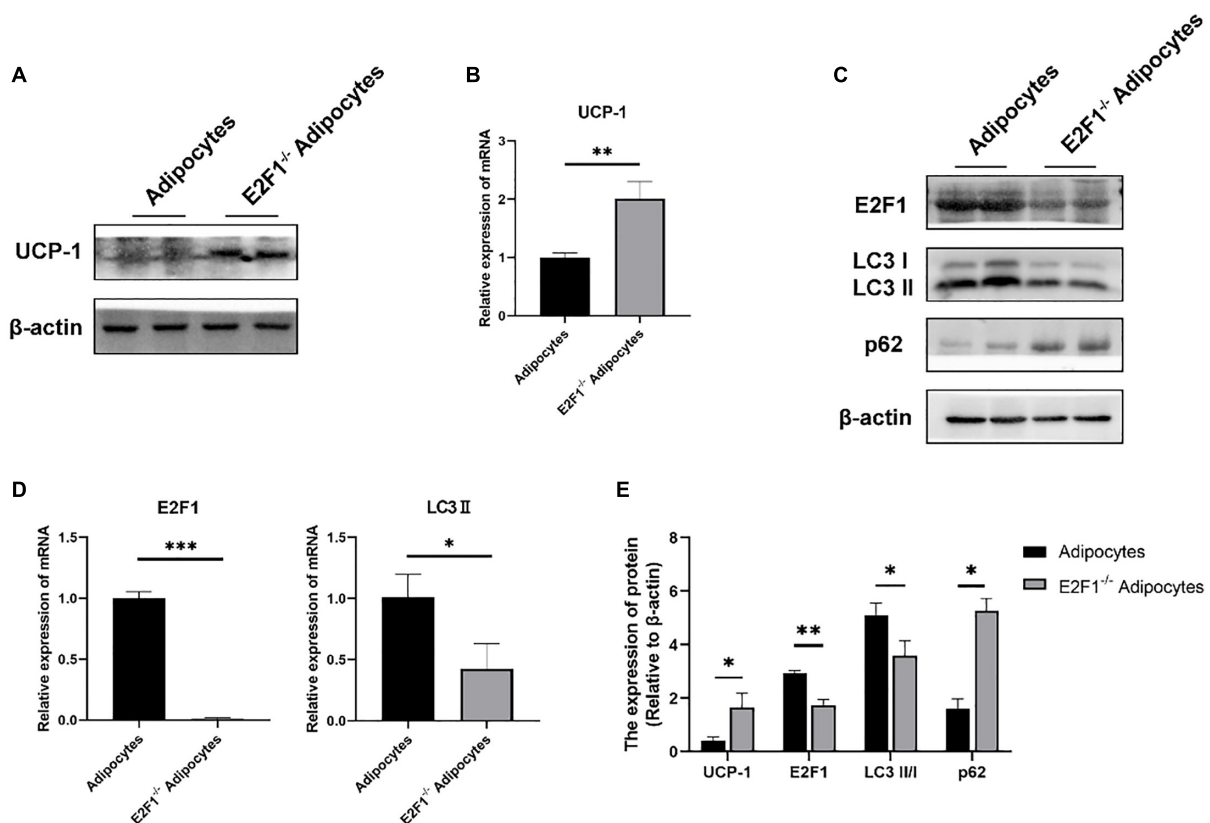 A
Adipocytes
E2F1-/- Adipocytes
UCP-1
β-actin
B
UCP-1
**
Relative expression of mRNA
3
2
1
0
Adipocytes
E2F1-/- Adipocytes
C
Adipocytes
E2F1-/- Adipocytes
E2F1
LC3 I
LC3 II
p62
β-actin
D
E2F1
***
Relative expression of mRNA
1.5
1.0
0.5
0.0
Adipocytes
E2F1-/- Adipocytes
LC3 II
*
Relative expression of mRNA
1.5
1.0
0.5
0.0
Adipocytes
E2F1-/- Adipocytes
E
The expression of protein
(Relative to β-actin)
8
6
4
2
0
*
**
*
*
UCP-1
E2F1
LC3 II/I
p62
Adipocytes
E2F1-/- Adipocytes